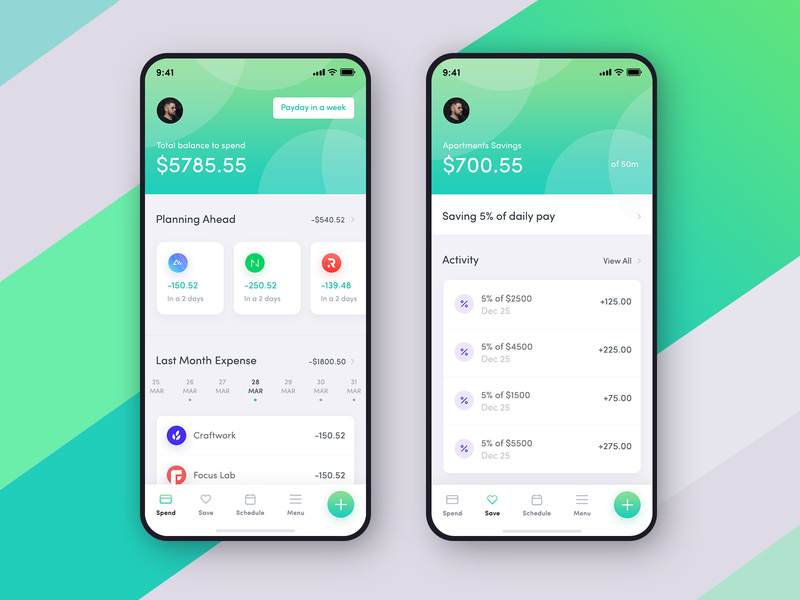 9:41
Payday in a week
Total balance to spend
$5785.55
Planning Ahead
-$540.52
-150.52
In a 2 days
-250.52
In a 2 days
-139.48
In a 2 days
Last Month Expense
-$1800.50
25 26 27 28 29 30 31
MAR MAR MAR MAR MAR MAR MAR
Craftwork
-150.52
Focus Lab
-150.52
Spend
Save
Schedule
Menu
9:41
Apartments Savings
$700.55
of 50m
Saving 5% of daily pay
Activity
View All
5% of $2500
Dec 25
+125.00
5% of $4500
Dec 25
+225.00
5% of $1500
Dec 25
+75.00
5% of $5500
Dec 25
+275.00
Spend
Save
Schedule
Menu